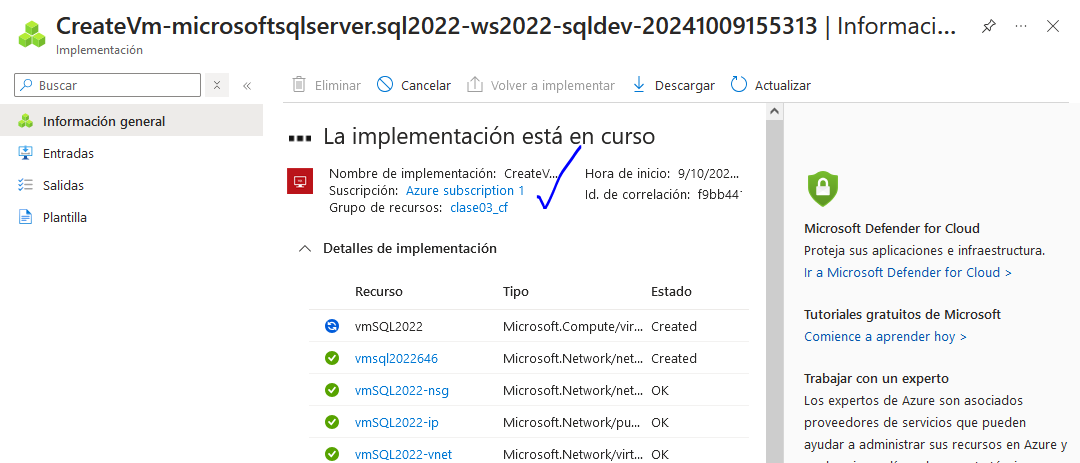 CreateVm-microsoftsqlserver.sql2022-ws2022-sqldev-20241009155313 | Informaci...
Implementación
Buscar
Información general
Entradas
Salidas
Plantilla
Eliminar
Cancelar
Volver a implementar
Descargar
Actualizar
La implementación está en curso
Nombre de implementación: CreateV...
Suscripción: Azure subscription 1
Grupo de recursos: clase03_cf
Hora de inicio: 9/10/202...
Id. de correlación: f9bb441
Detalles de implementación
Recurso Tipo Estado
vmSQL2022 Microsoft.Compute/vir... Created
vmsql2022646 Microsoft.Network/net... Created
vmSQL2022-nsg Microsoft.Network/net... OK
vmSQL2022-ip Microsoft.Network/pu... OK
vmSQL2022-vnet Microsoft.Network/virt... OK
Microsoft Defender for Cloud
Proteja sus aplicaciones e infraestructura.
Ir a Microsoft Defender for Cloud >
Tutoriales gratuitos de Microsoft
Comience a aprender hoy >
Trabajar con un experto
Los expertos de Azure son asociados
proveedores de servicios que pueden
ayudar a administrar sus recursos en Azure y